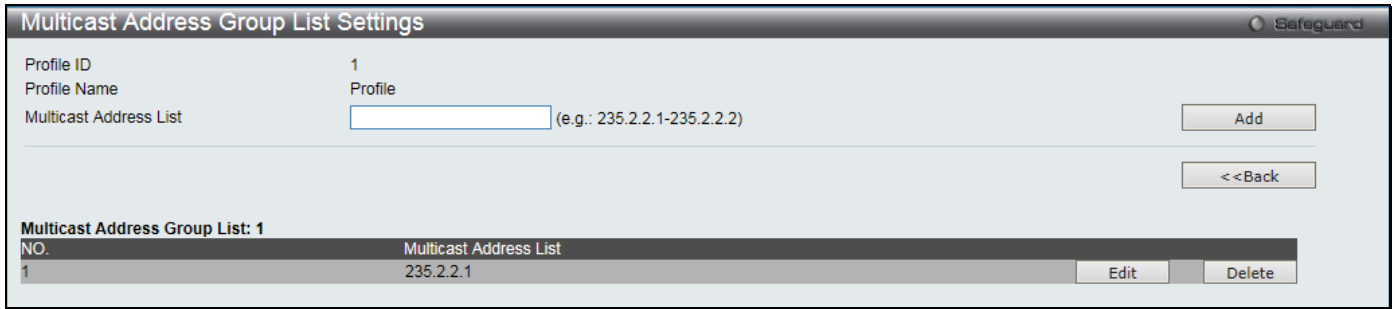 Multicast Address Group List Settings
Safeguard
Profile ID 1
Profile Name Profile
Multicast Address List (e.g.: 235.2.2.1-235.2.2.2) Add
<<Back
Multicast Address Group List: 1
NO. Multicast Address List
1 235.2.2.1 Edit Delete